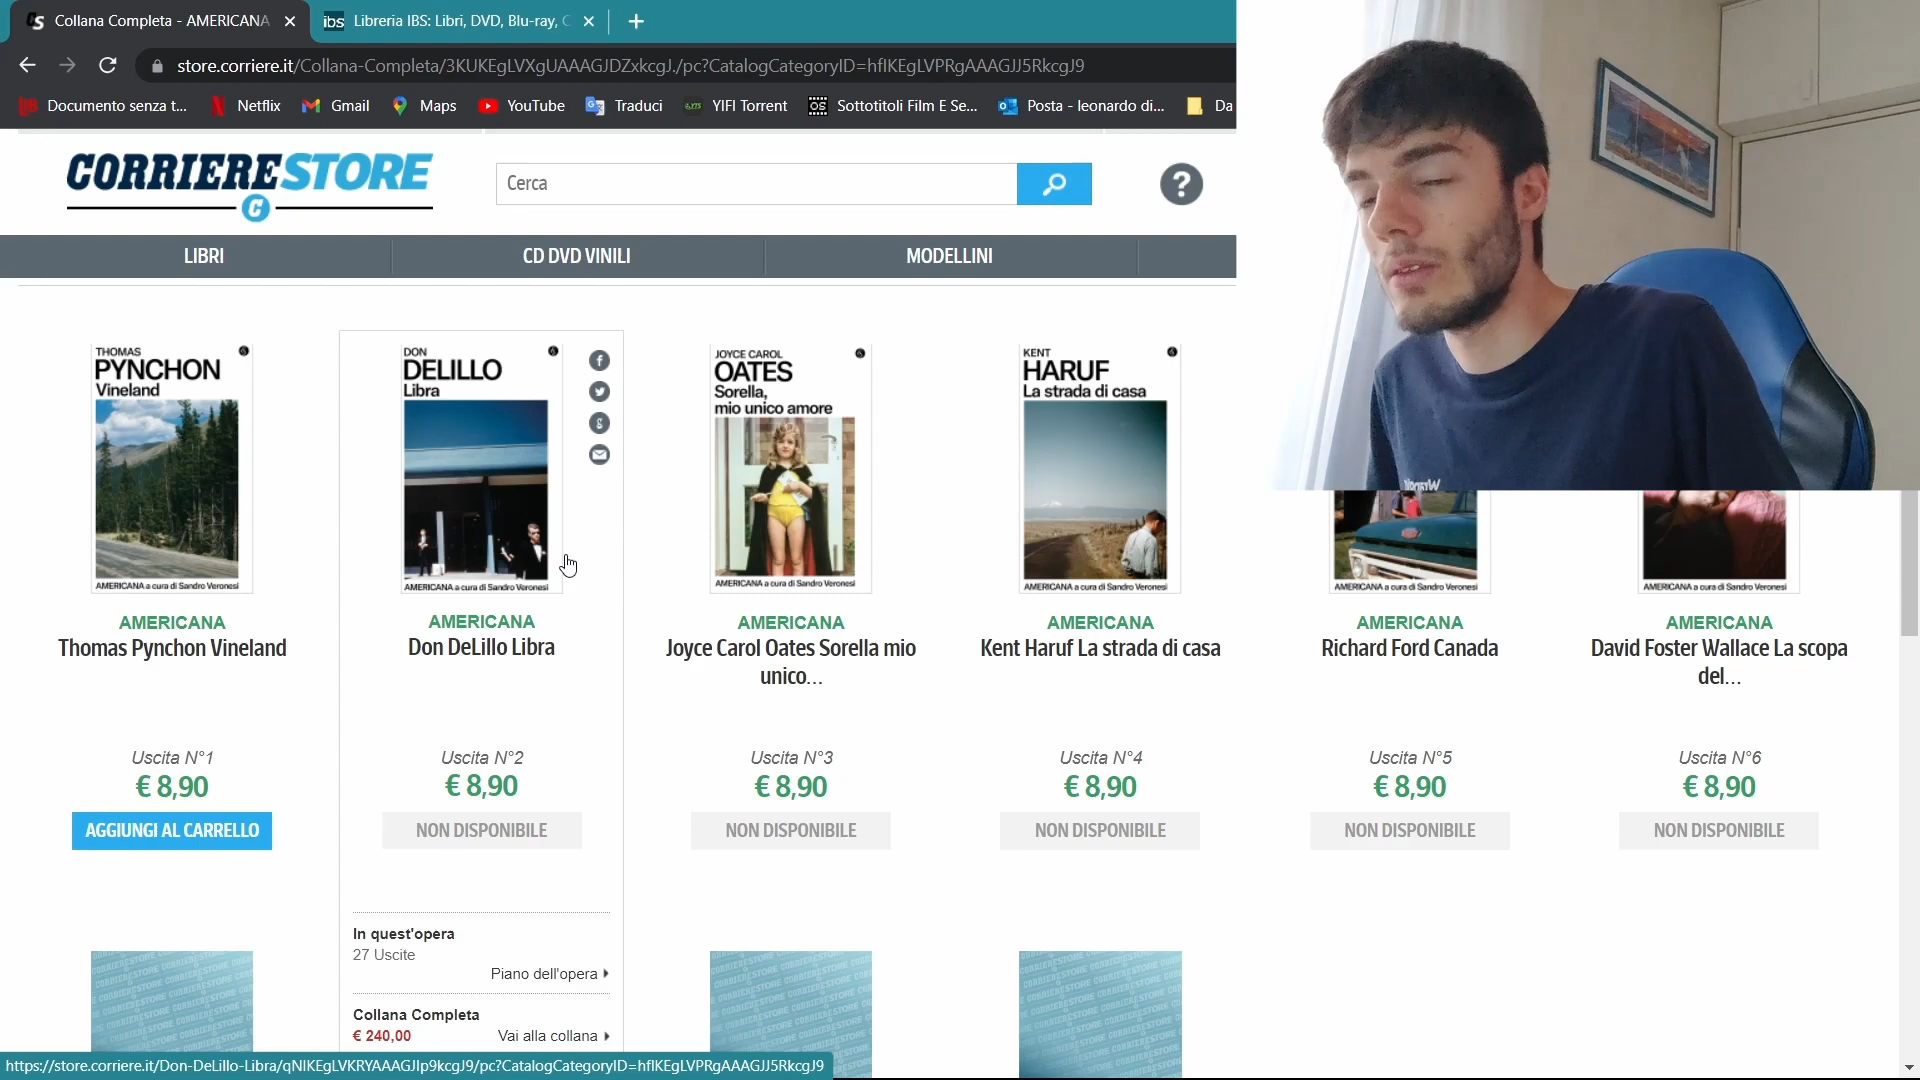 Collana Completa - AMERICANA
ibs Libreria IBS: Libri, DVD, Blu-ray, C
store.corriere.it/Collana-Completa/3KUKEgLVXgUAAAGJDZxkcgJ./pc?CatalogCategoryID=hflKEgLVPRgAAAGJJ5RkcgJ9
Documento senza t... Netflix Gmail Maps YouTube Traduci YIFI Torrent Sottotitoli Film E Se... Posta - leonardo di... Da
CORRIERESTORE
C
Cerca
?
LIBRI CD DVD VINILI MODELLINI
THOMAS
PYNCHON
Vineland
AMERICANA a cura di Sandro Veronesi
DON
DELILLO
Libra
AMERICANA a cura di Sandro Veronesi
JOYCE CAROL
OATES
Sorella,
mio unico amore
AMERICANA a cura di Sandro Veronesi
KENT
HARUF
La strada di casa
AMERICANA a cura di Sandro Veronesi
AMERICANA a cura di Sandro Veronesi
AMERICANA a cura di Sandro Veronesi
AMERICANA
Thomas Pynchon Vineland
Uscita N°1
€ 8,90
AGGIUNGI AL CARRELLO
AMERICANA
Don DeLillo Libra
Uscita N°2
€ 8,90
NON DISPONIBILE
In quest'opera
27 Uscite
Piano dell'opera
Collana Completa
€ 240,00 Vai alla collana
AMERICANA
Joyce Carol Oates Sorella mio
unico...
Uscita N°3
€ 8,90
NON DISPONIBILE
AMERICANA
Kent Haruf La strada di casa
Uscita N°4
€ 8,90
NON DISPONIBILE
AMERICANA
Richard Ford Canada
Uscita N°5
€ 8,90
NON DISPONIBILE
AMERICANA
David Foster Wallace La scopa
del...
Uscita N°6
€ 8,90
NON DISPONIBILE
https://store.corriere.it/Don-DeLillo-Libra/qNlKEgLVKRYAAAGJIp9kcgJ9/pc?CatalogCategoryID=hflKEgLVPRgAAAGJJ5RkcgJ9